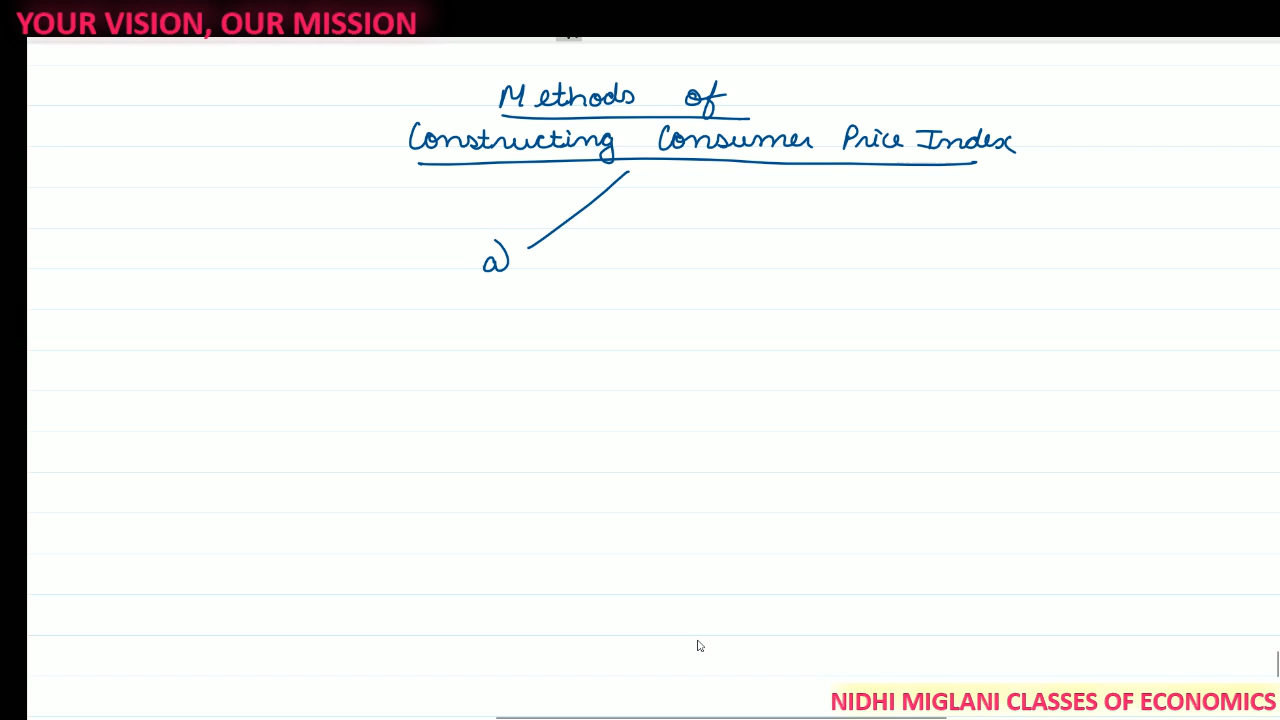 YOUR VISION, OUR MISSION
Methods of
Constructing Consumer Price Index
a)
NIDHI MIGLANI CLASSES OF ECONOMICS